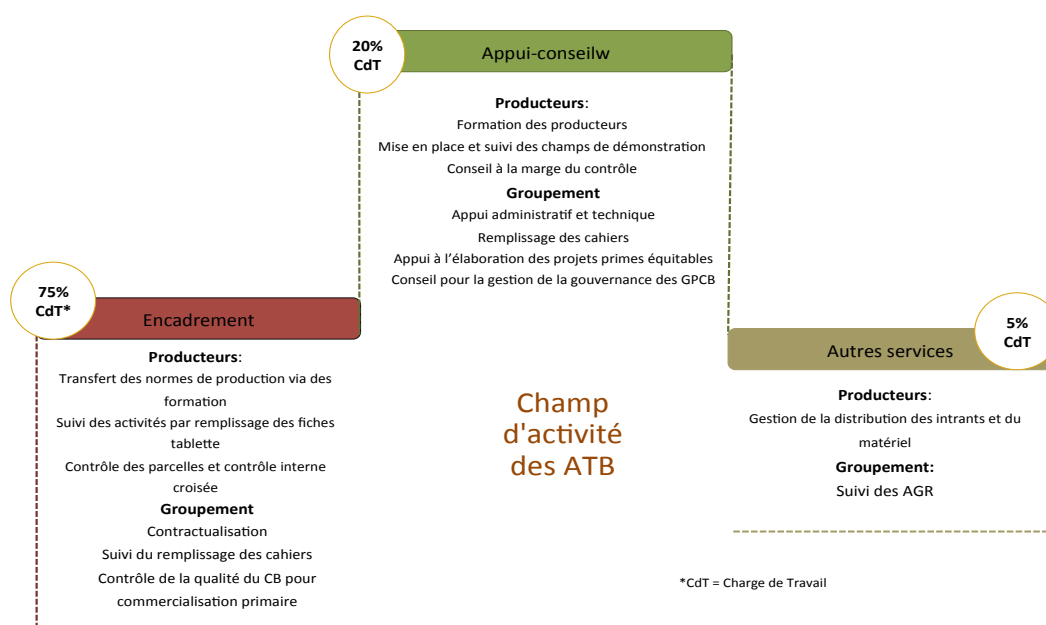 20%
CdT
Appui-conseilw
Producteurs:
Formation des producteurs
Mise en place et suivi des champs de démonstration
Conseil à la marge du contrôle
Groupement
Appui administratif et technique
Remplissage des cahiers
Appui à l'élaboration des projets primes équitables
Conseil pour la gestion de la gouvernance des GPCB
75%
CdT*
Encadrement
Producteurs:
Transfert des normes de production via des
formation
Suivi des activités par remplissage des fiches
tablette
Contrôle des parcelles et contrôle interne
croisée
Groupement
Contractualisation
Suivi du remplissage des cahiers
Contrôle de la qualité du CB pour
commercialisation primaire
Champ
d'activité
des ATB
5%
CdT
Autres services
Producteurs:
Gestion de la distribution des intrants et du
matériel
Groupement:
Suivi des AGR
*CdT = Charge de Travail